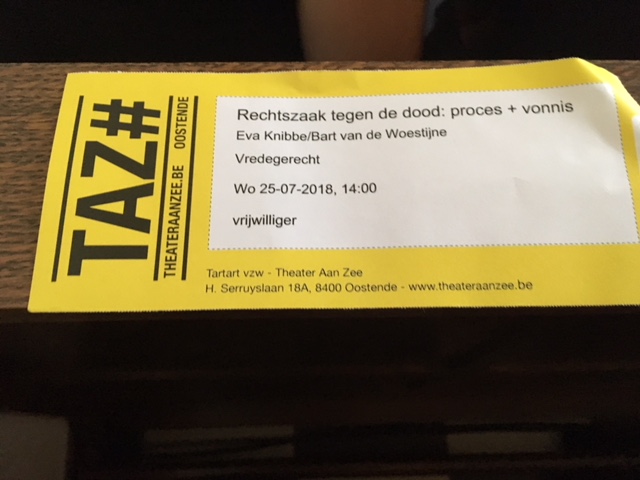 TAZ#
THEATERAANZEE.BE OOSTENDE
Rechtszaak tegen de dood: proces + vonnis
Eva Knibbe/Bart van de Woestijne
Vredegerecht
Wo 25-07-2018, 14:00
vrijwilliger
Tartart vzw - Theater Aan Zee
H. Serruyslaan 18A, 8400 Oostende - www.theateraanzee.be